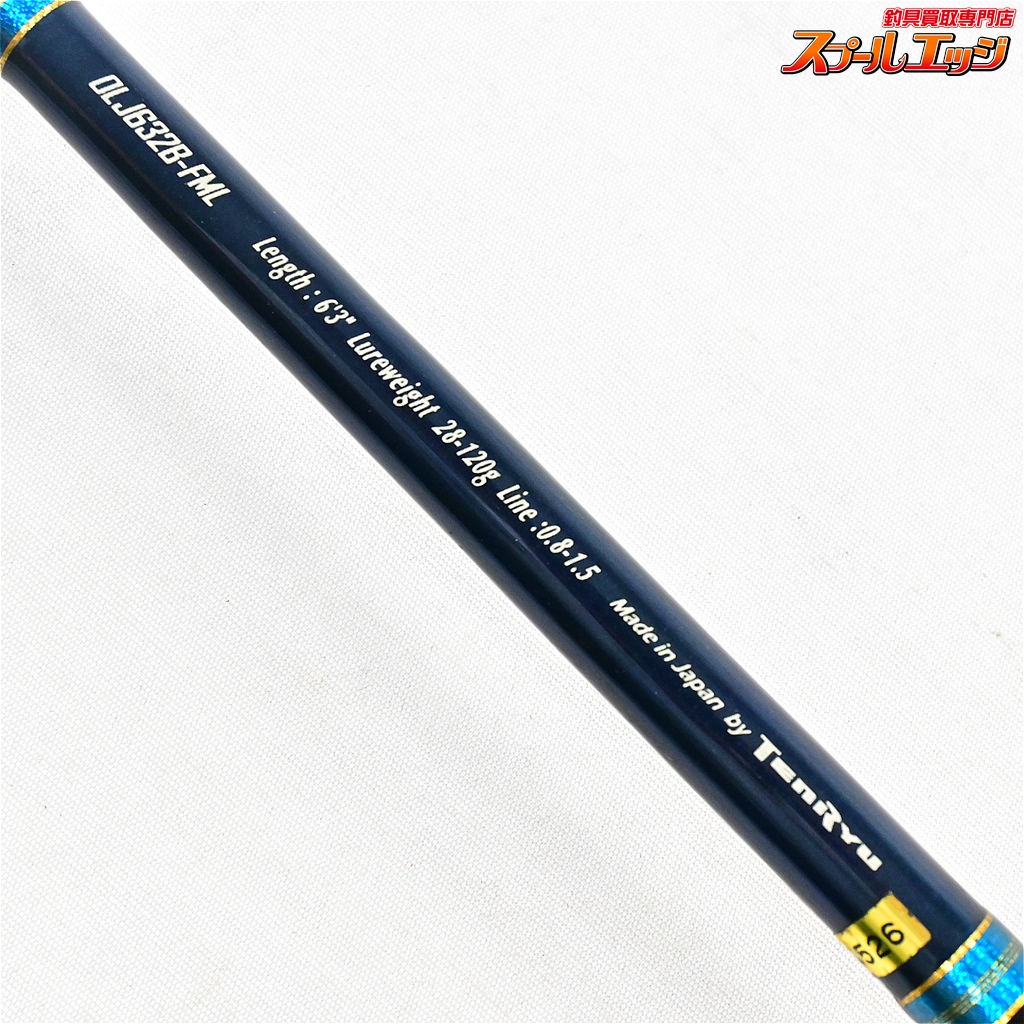 釣具買取専門店
スプールエッジ
OLJ632B-FML
Length : 6'3" Lureweight 28-120g Line :0.8-1.5
Made in Japan by TenRyu
526